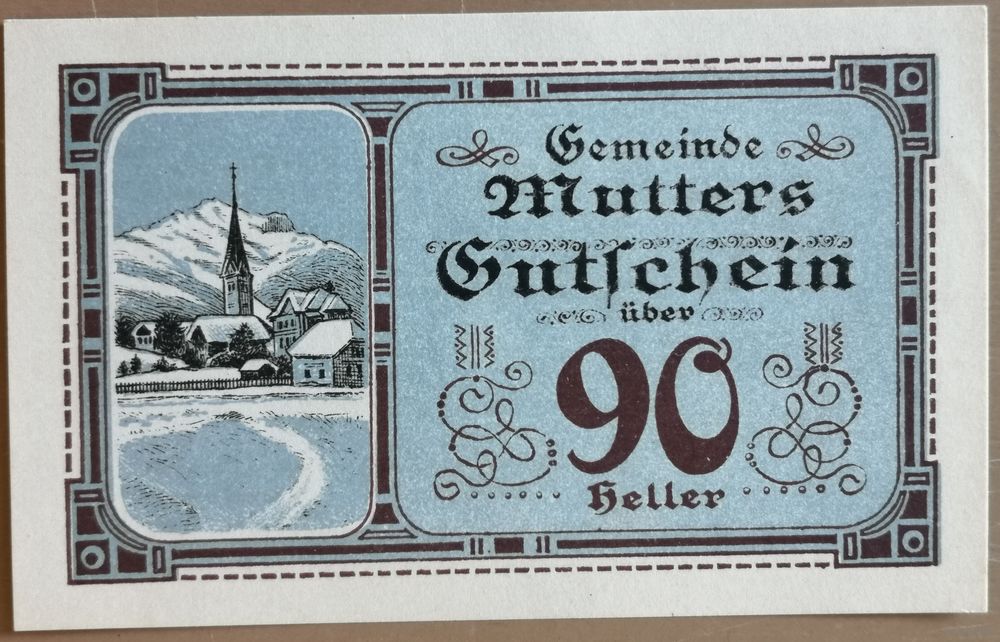 Gemeinde
Mutters
Gutschein
über
90
Heller